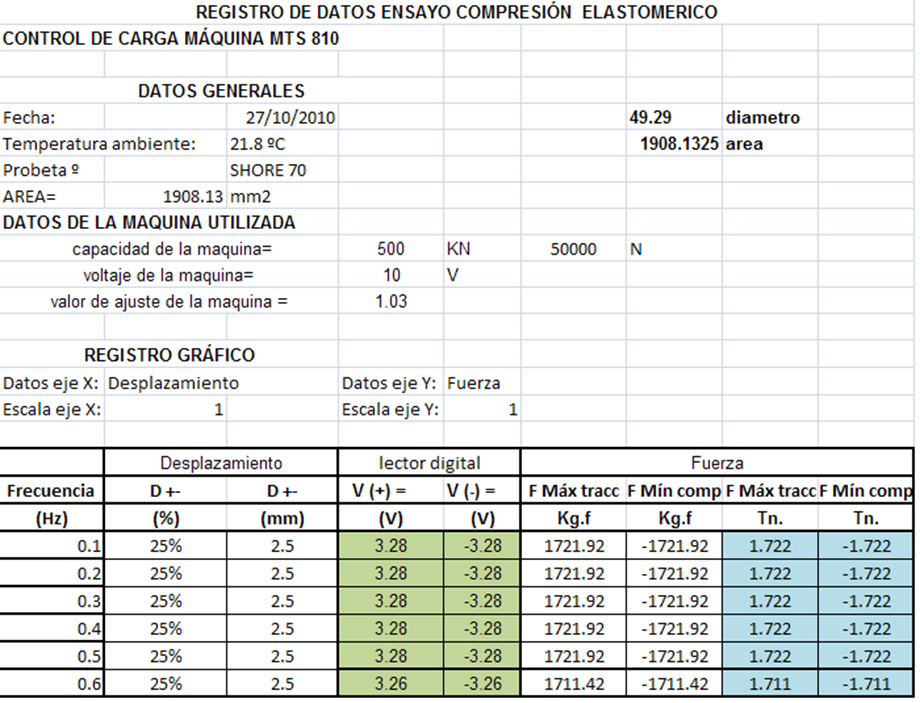 REGISTRO DE DATOS ENSAYO COMPRESIÓN ELASTOMERICO
CONTROL DE CARGA MÁQUINA MTS 810
DATOS GENERALES
Fecha: 27/10/2010 49.29 diametro
Temperatura ambiente: 21.8 ºC 1908.1325 area
Probeta º SHORE 70
AREA= 1908.13 mm2
DATOS DE LA MAQUINA UTILIZADA
capacidad de la maquina= 500 KN 50000 N
voltaje de la maquina= 10 V
valor de ajuste de la maquina = 1.03
REGISTRO GRÁFICO
Datos eje X: Desplazamiento Datos eje Y: Fuerza
Escala eje X: 1 Escala eje Y: 1
Desplazamiento lector digital Fuerza
Frecuencia D +- D +- V (+) = V (-) = F Máx tracc F Mín comp F Máx tracc F Mín comp
(Hz) (%) (mm) (V) (V) Kg.f Kg.f Tn. Tn.
0.1 25% 2.5 3.28 -3.28 1721.92 -1721.92 1.722 -1.722
0.2 25% 2.5 3.28 -3.28 1721.92 -1721.92 1.722 -1.722
0.3 25% 2.5 3.28 -3.28 1721.92 -1721.92 1.722 -1.722
0.4 25% 2.5 3.28 -3.28 1721.92 -1721.92 1.722 -1.722
0.5 25% 2.5 3.28 -3.28 1721.92 -1721.92 1.722 -1.722
0.6 25% 2.5 3.26 -3.26 1711.42 -1711.42 1.711 -1.711